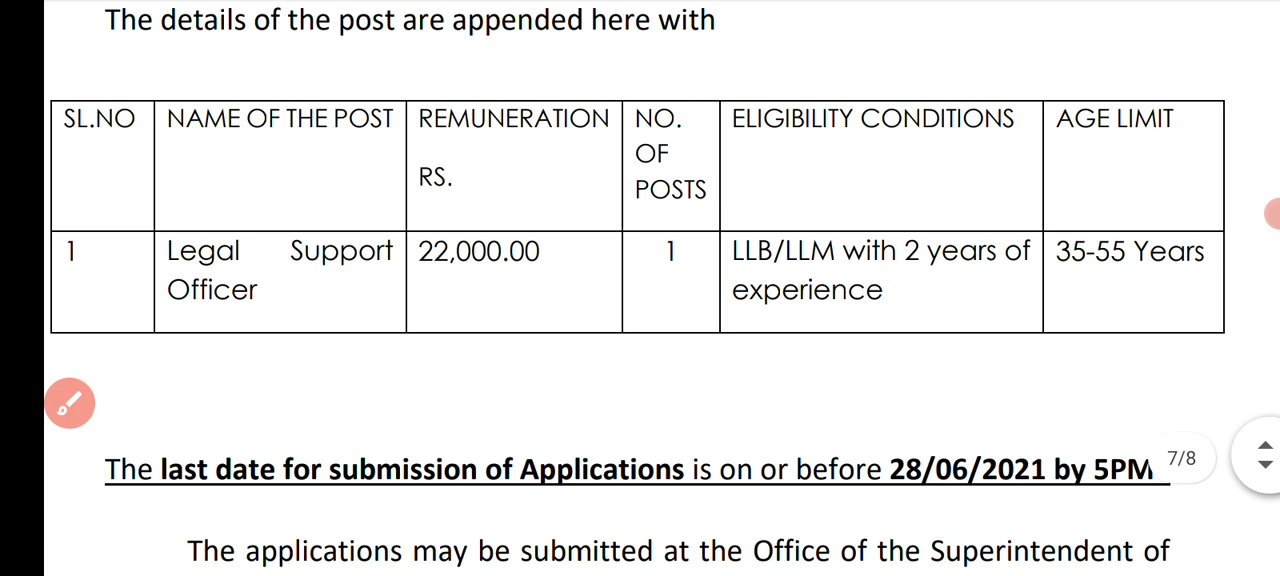 The details of the post are appended here with
SL.NO NAME OF THE POST REMUNERATION RS. NO. OF POSTS ELIGIBILITY CONDITIONS AGE LIMIT
1 Legal Support Officer 22,000.00 1 LLB/LLM with 2 years of experience 35-55 Years
The last date for submission of Applications is on or before 28/06/2021 by 5PM
7/8
The applications may be submitted at the Office of the Superintendent of